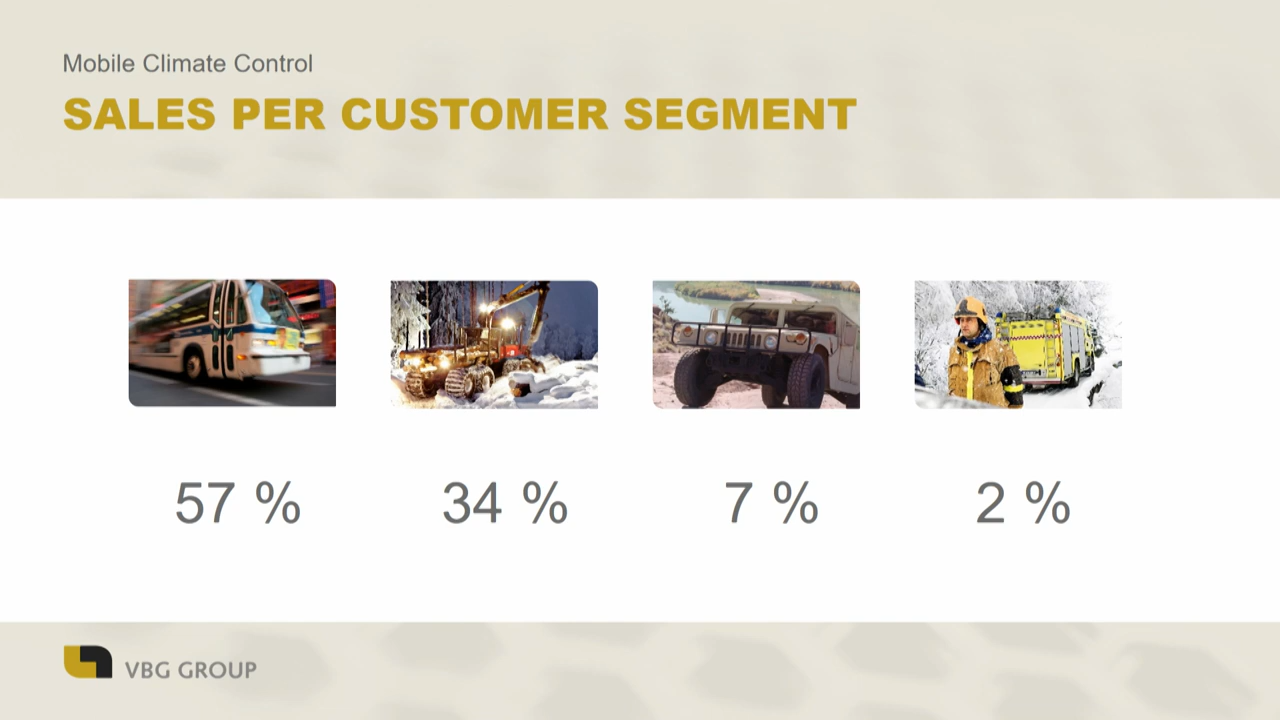 Mobile Climate Control
SALES PER CUSTOMER SEGMENT
57 %
34 %
7 %
2 %
VBG GROUP